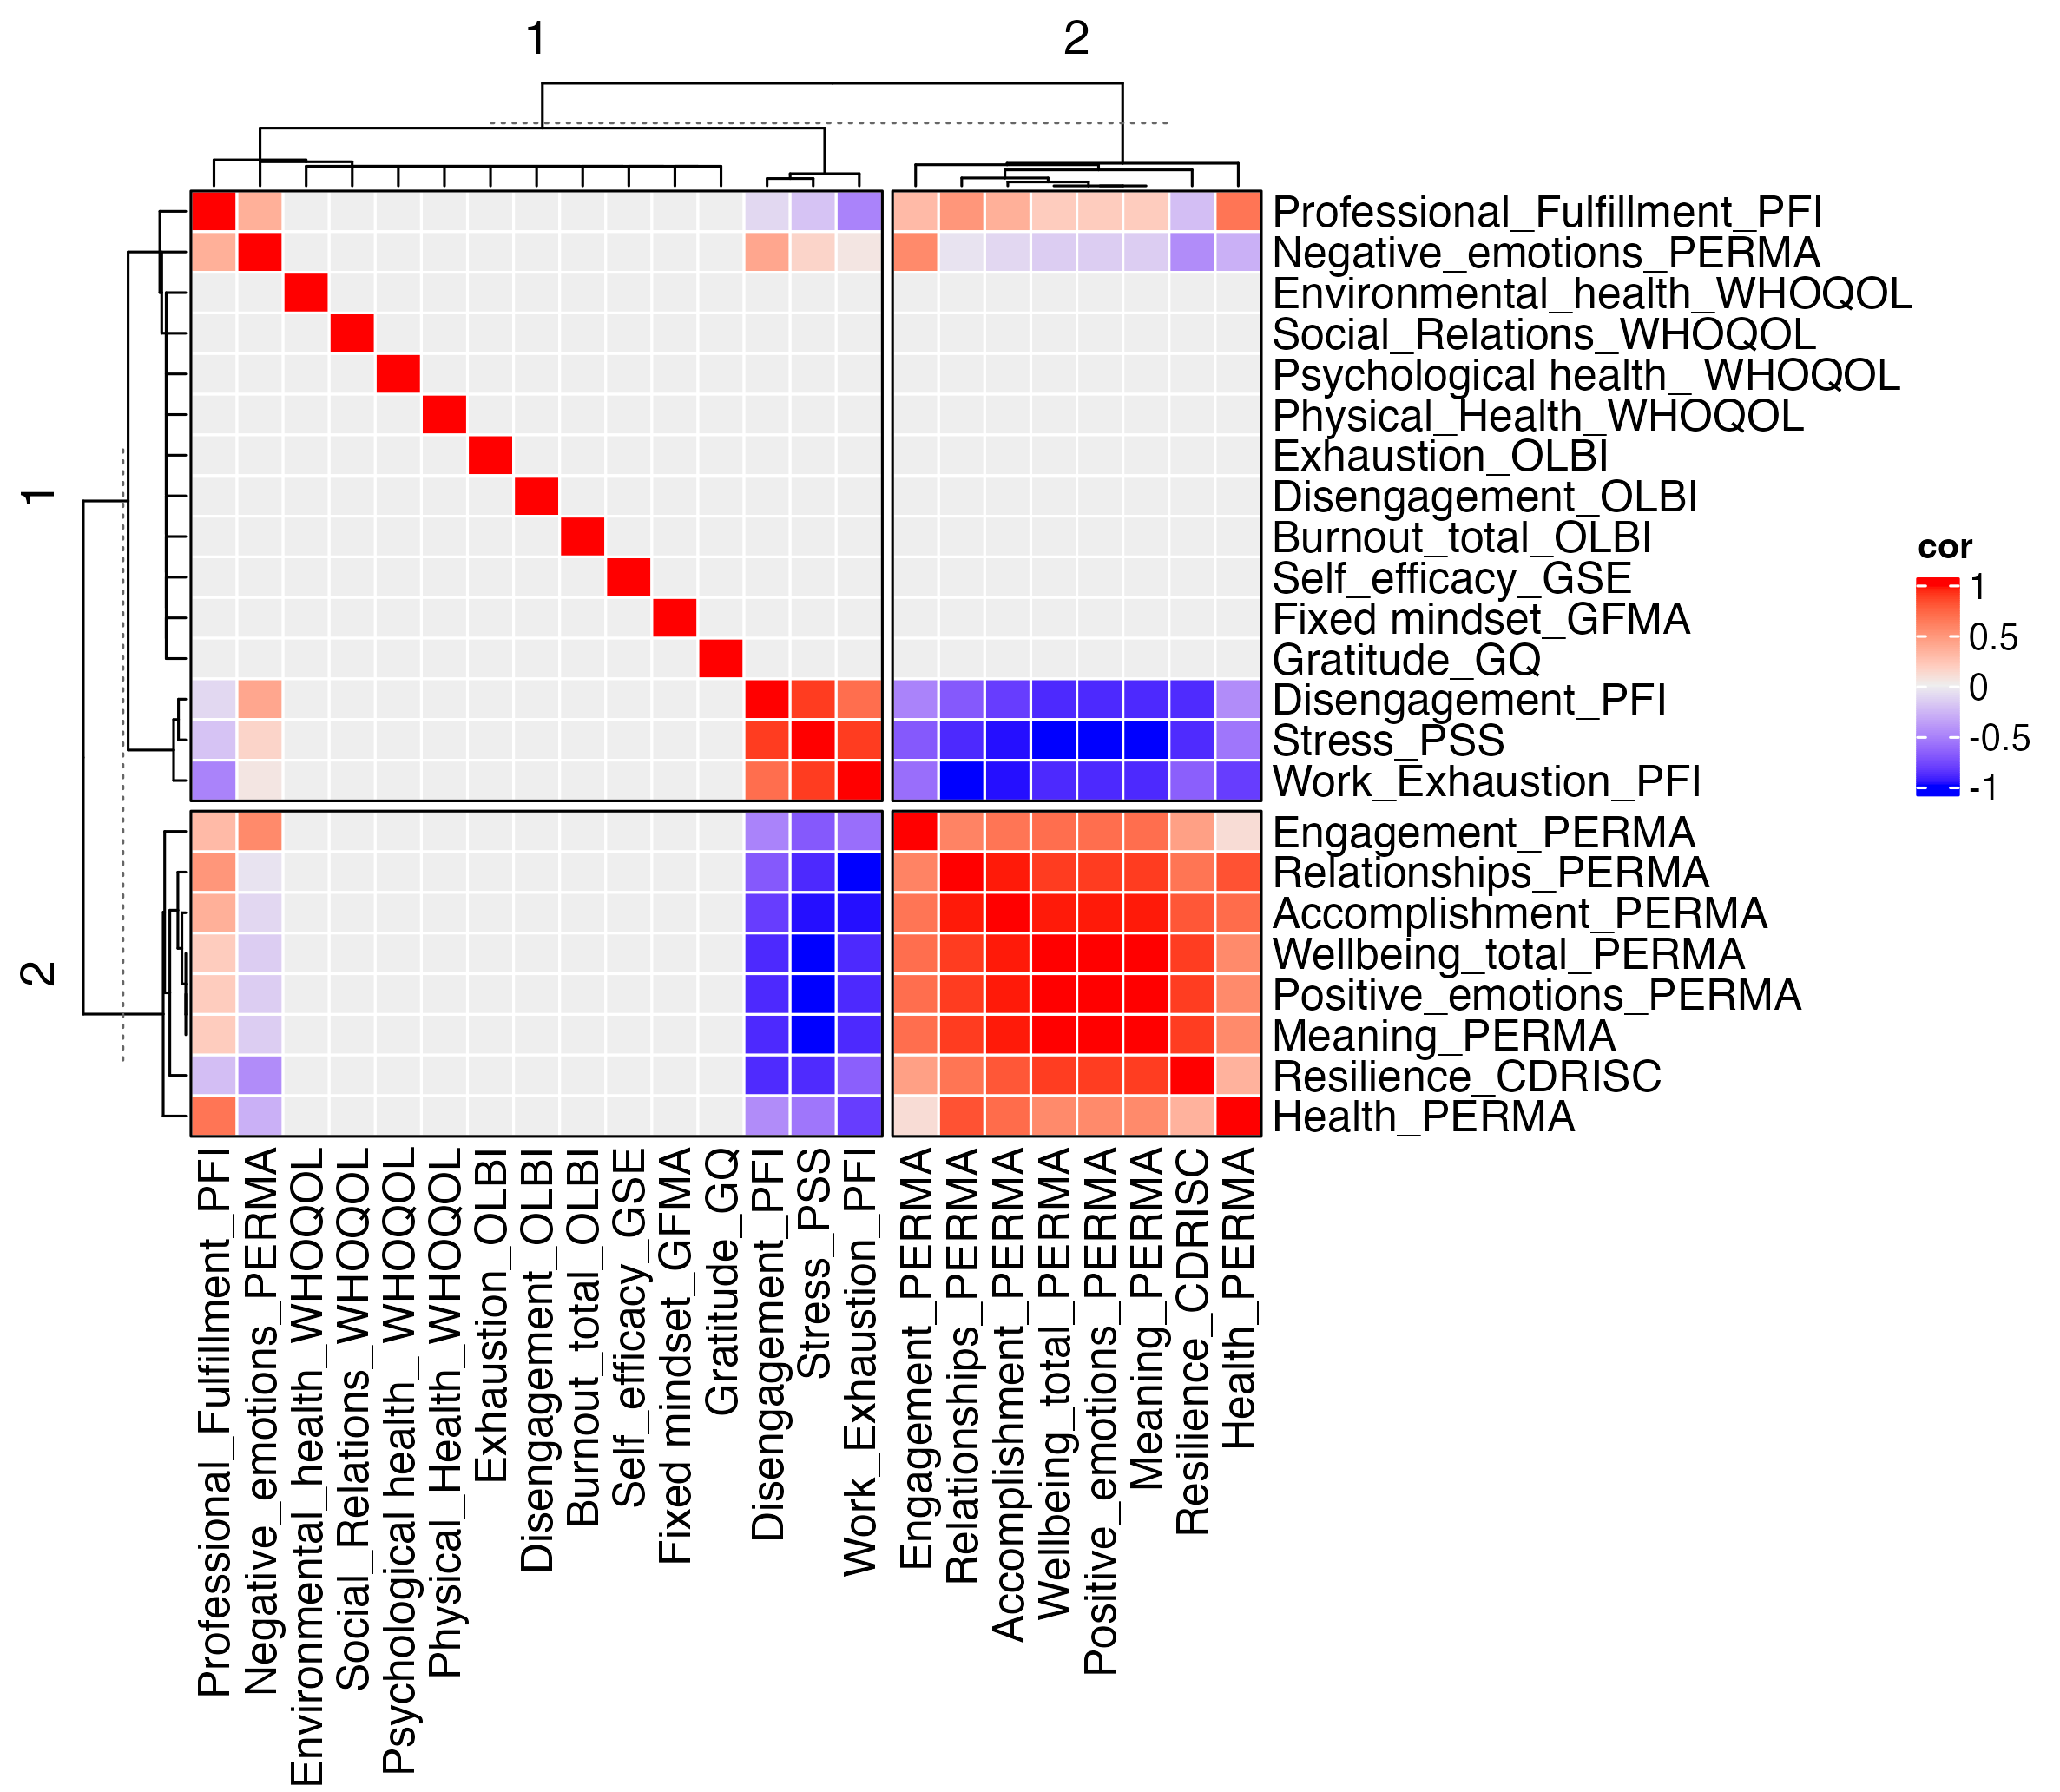 1
2
1
2
Professional_Fulfillment_PFI
Negative_emotions_PERMA
Environmental_health_WHOQOL
Social_Relations_WHOQOL
Psychological health_ WHOQOL
Physical_Health_WHOQOL
Exhaustion_OLBI
Disengagement_OLBI
Burnout_total_OLBI
Self_efficacy_GSE
Fixed mindset_GFMA
Gratitude_GQ
Disengagement_PFI
Stress_PSS
Work_Exhaustion_PFI
Engagement_PERMA
Relationships_PERMA
Accomplishment_PERMA
Wellbeing_total_PERMA
Positive_emotions_PERMA
Meaning_PERMA
Resilience_CDRISC
Health_PERMA
cor
1
0.5
0
-0.5
-1
Professional_Fulfillment_PFI
Negative_emotions_PERMA
Environmental_health_WHOQOL
Social_Relations_WHOQOL
Psychological health_ WHOQOL
Physical_Health_WHOQOL
Exhaustion_OLBI
Disengagement_OLBI
Burnout_total_OLBI
Self_efficacy_GSE
Fixed mindset_GFMA
Gratitude_GQ
Disengagement_PFI
Stress_PSS
Work_Exhaustion_PFI
Engagement_PERMA
Relationships_PERMA
Accomplishment_PERMA
Wellbeing_total_PERMA
Positive_emotions_PERMA
Meaning_PERMA
Resilience_CDRISC
Health_PERMA